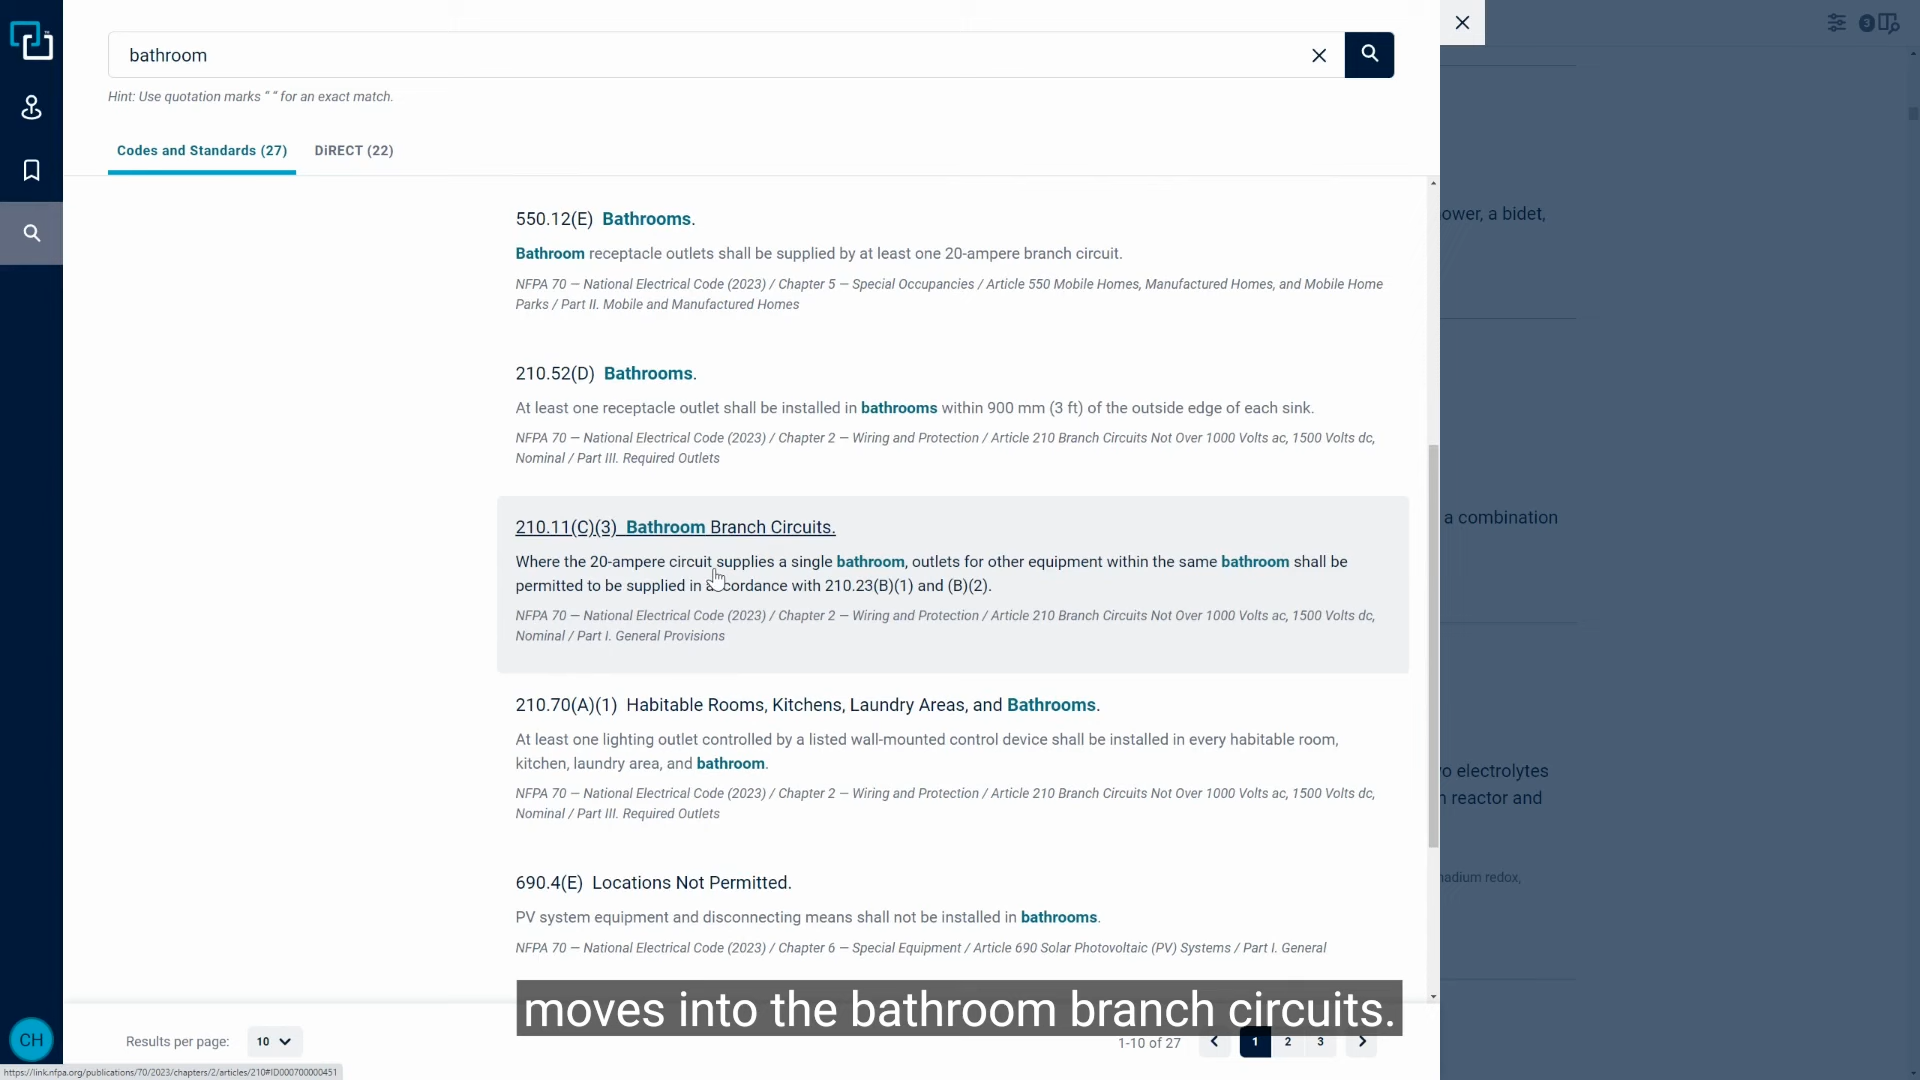 bathroom
Hint: Use quotation marks “ “ for an exact match.
Codes and Standards (27)
DiRECT (22)
550.12(E) Bathrooms.
Bathroom receptacle outlets shall be supplied by at least one 20-ampere branch circuit.
NFPA 70 — National Electrical Code (2023) / Chapter 5 — Special Occupancies / Article 550 Mobile Homes, Manufactured Homes, and Mobile Home
Parks / Part II. Mobile and Manufactured Homes
210.52(D) Bathrooms.
At least one receptacle outlet shall be installed in bathrooms within 900 mm (3 ft) of the outside edge of each sink.
NFPA 70 — National Electrical Code (2023) / Chapter 2 — Wiring and Protection / Article 210 Branch Circuits Not Over 1000 Volts ac, 1500 Volts dc,
Nominal / Part III. Required Outlets
210.11(C)(3) Bathroom Branch Circuits.
Where the 20-ampere circuit supplies a single bathroom, outlets for other equipment within the same bathroom shall be
permitted to be supplied in accordance with 210.23(B)(1) and (B)(2).
NFPA 70 — National Electrical Code (2023) / Chapter 2 — Wiring and Protection / Article 210 Branch Circuits Not Over 1000 Volts ac, 1500 Volts dc,
Nominal / Part I. General Provisions
210.70(A)(1) Habitable Rooms, Kitchens, Laundry Areas, and Bathrooms.
At least one lighting outlet controlled by a listed wall-mounted control device shall be installed in every habitable room,
kitchen, laundry area, and bathroom.
NFPA 70 — National Electrical Code (2023) / Chapter 2 — Wiring and Protection / Article 210 Branch Circuits Not Over 1000 Volts ac, 1500 Volts dc,
Nominal / Part III. Required Outlets
690.4(E) Locations Not Permitted.
PV system equipment and disconnecting means shall not be installed in bathrooms.
NFPA 70 — National Electrical Code (2023) / Chapter 6 — Special Equipment / Article 690 Solar Photovoltaic (PV) Systems / Part I. General
moves into the bathroom branch circuits.
CH
Results per page: 10
1-10 of 27
1 2 3
https://link.nfpa.org/publications/70/2023/chapters/2/articles/210#ID000700000451
3
ower, a bidet,
a combination
o electrolytes
reactor and
nadium redox,